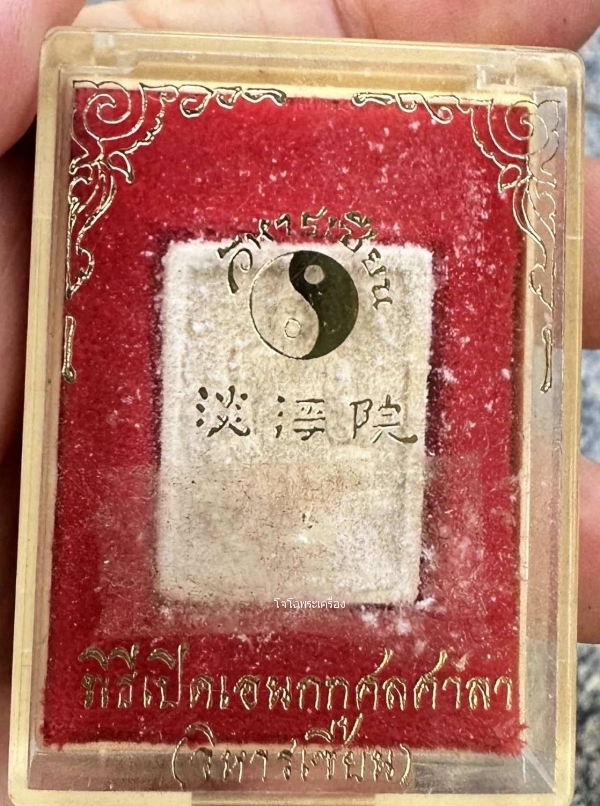 วิหารเซียน
淡浮院
โจโฉพระเครื่อง
พิธีเปิดเอนกกุศลศาลา
(วิหารเซียน)